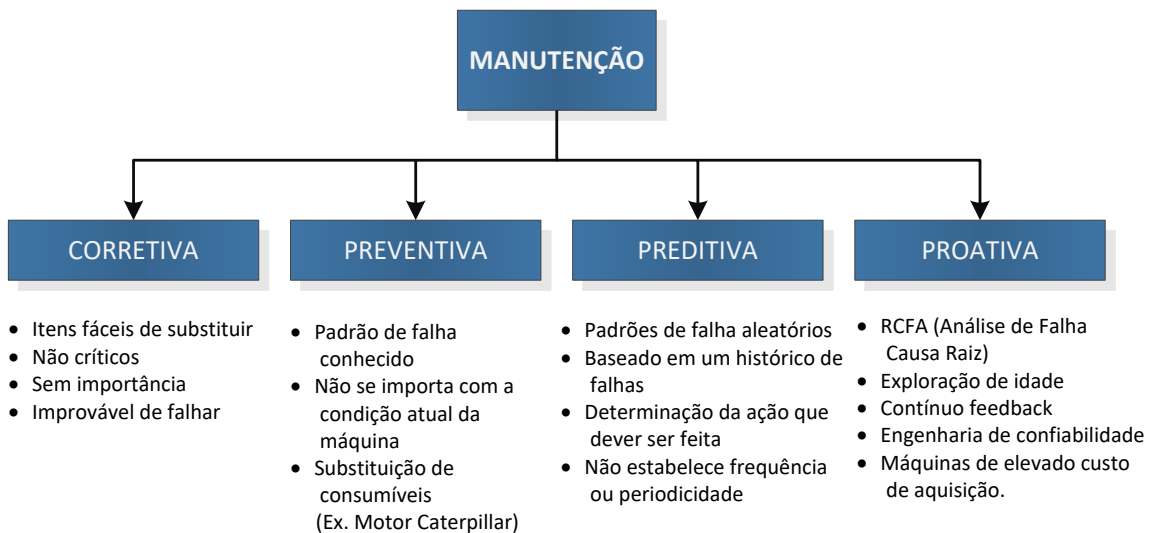 MANUTENÇÃO
CORRETIVA
PREVENTIVA
PREDITIVA
PROATIVA
• Itens fáceis de substituir
• Não críticos
• Sem importância
• Improvável de falhar
• Padrão de falha
conhecido
• Não se importa com a
condição atual da
máquina
• Substituição de
consumíveis
(Ex. Motor Caterpillar)
• Padrões de falha aleatórios
• Baseado em um histórico de
falhas
• Determinação da ação que
dever ser feita
• Não estabelece frequência
ou periodicidade
• RCFA (Análise de Falha
Causa Raiz)
• Exploração de idade
• Contínuo feedback
• Engenharia de confiabilidade
• Máquinas de elevado custo
de aquisição.